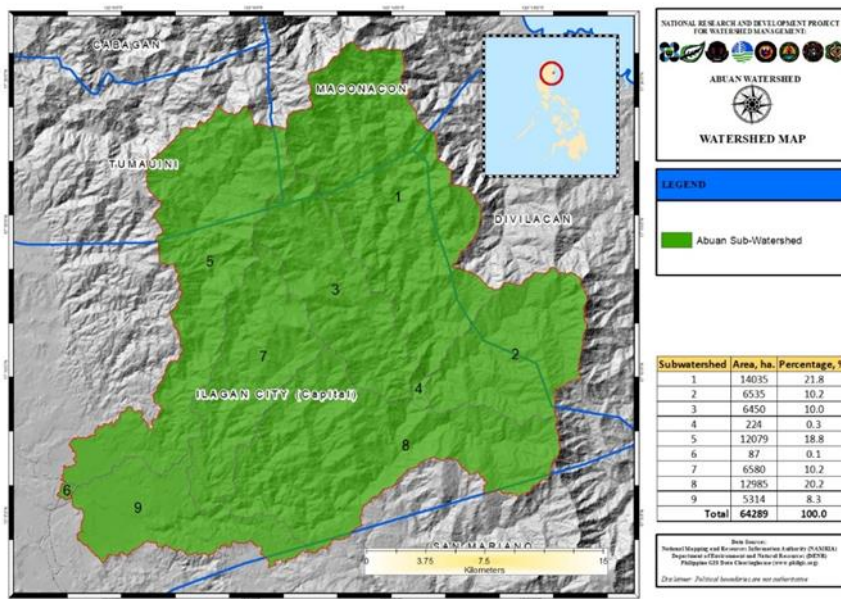 CABAGAN
MACONACON
TUMAUINI
DIVILACAN
1
5
3
2
7
4
ILAGAN CITY (Capital)
8
6
9
SAN MARIANO
0 3.75 7.5 15
Kilometers
NATIONAL RESEARCH AND DEVELOPMENT PROJECT
FOR WATERSHED MANAGEMENT:
ABUAN WATERSHED
WATERSHED MAP
LEGEND
Abuan Sub-Watershed
Subwatershed Area, ha. Percentage, %
1 14035 21.8
2 6535 10.2
3 6450 10.0
4 224 0.3
5 12079 18.8
6 87 0.1
7 6580 10.2
8 12985 20.2
9 5314 8.3
Total 64289 100.0
Data Sources:
National Mapping and Resources Information Authority (NAMRIA)
Department of Environment and Natural Resources (DENR)
Philippine GIS Data Clearinghouse (www.philgis.org)
Disclaimer: Political boundaries are not authoritative